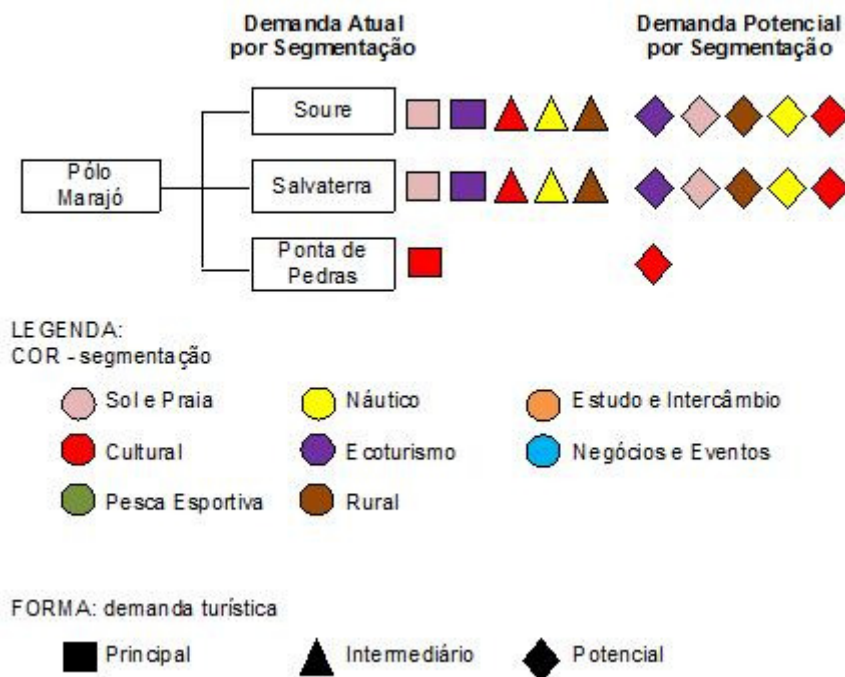 Demanda Atual
por Segmentação
Demanda Potencial
por Segmentação
Pólo
Marajó
Soure
Salvaterra
Ponta de
Pedras
LEGENDA:
COR - segmentação
Sol e Praia
Náutico
Estudo e Intercâmbio
Cultural
Ecoturismo
Negócios e Eventos
Pesca Esportiva
Rural
FORMA: demanda turística
Principal
Intermediário
Potencial